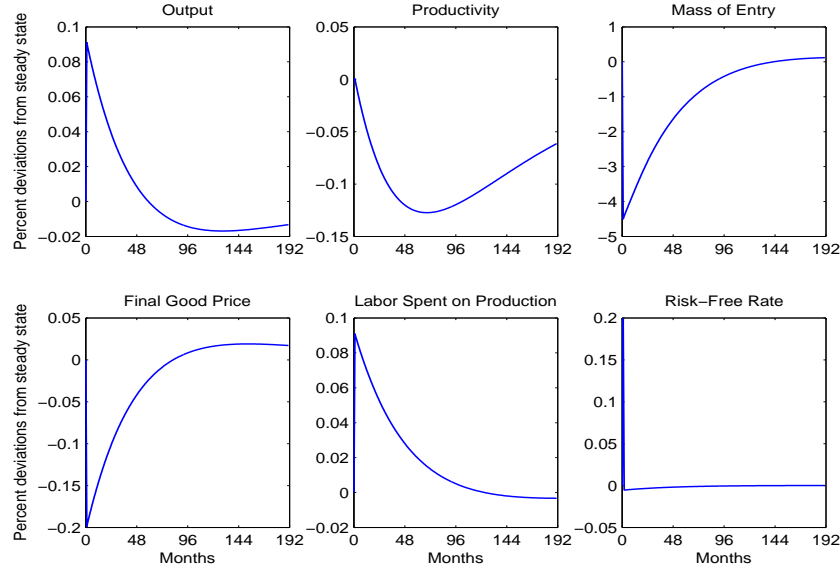 Output
Productivity
Mass of Entry
Percent deviations from steady state
0.1
0.08
0.06
0.04
0.02
0
−0.02
0 48 96 144 192
0.05
0
−0.05
−0.1
−0.15
0 48 96 144 192
1
0
−1
−2
−3
−4
−5
0 48 96 144 192
Final Good Price
Labor Spent on Production
Risk−Free Rate
Percent deviations from steady state
0.05
0
−0.05
−0.1
−0.15
−0.2
0 48 96 144 192
Months
0.1
0.08
0.06
0.04
0.02
0
−0.02
0 48 96 144 192
Months
0.2
0.15
0.1
0.05
0
−0.05
0 48 96 144 192
Months